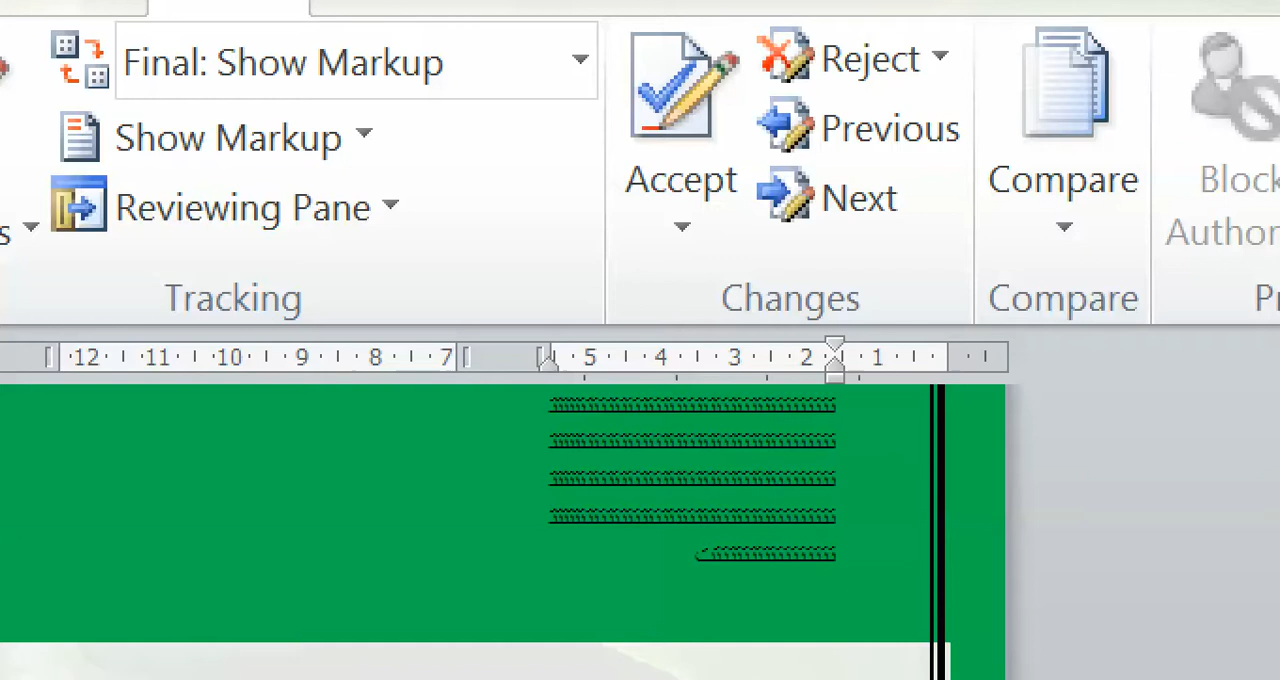 Final: Show Markup
Show Markup
Reviewing Pane
s
Tracking
Accept
Reject
Previous
Next
Changes
Compare
Compare
Block
Author
Pr
12 11 10 9 8 7 5 4 3 2 1